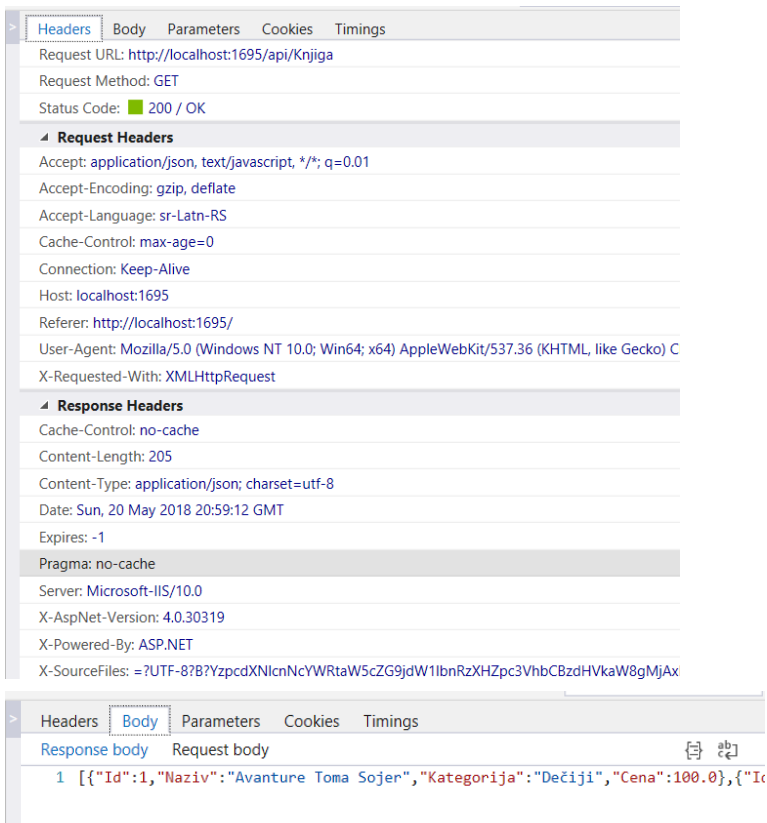 Headers Body Parameters Cookies Timings
Request URL: http://localhost:1695/api/Knjiga
Request Method: GET
Status Code: 200 / OK
Request Headers
Accept: application/json, text/javascript, */*; q=0.01
Accept-Encoding: gzip, deflate
Accept-Language: sr-Latn-RS
Cache-Control: max-age=0
Connection: Keep-Alive
Host: localhost:1695
Referer: http://localhost:1695/
User-Agent: Mozilla/5.0 (Windows NT 10.0; Win64; x64) AppleWebKit/537.36 (KHTML, like Gecko) C
X-Requested-With: XMLHttpRequest
Response Headers
Cache-Control: no-cache
Content-Length: 205
Content-Type: application/json; charset=utf-8
Date: Sun, 20 May 2018 20:59:12 GMT
Expires: -1
Pragma: no-cache
Server: Microsoft-IIS/10.0
X-AspNet-Version: 4.0.30319
X-Powered-By: ASP.NET
X-SourceFiles: =?UTF-8?B?YzpcdXNlcnNcYWRtaW5cZG9jdW1lbnRzXHZpc3VhbCBzdHVkaW8gMjAx
Headers Body Parameters Cookies Timings
Response body Request body
1 [{"Id":1,"Naziv":"Avanture Toma Sojer","Kategorija":"Dečiji","Cena":100.0},{"Id